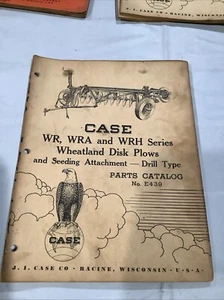 CASE
WR, WRA and WRH Series
Wheatland Disk Plows
and Seeding Attachment — Drill Type
PARTS CATALOG
No. E439
CASE
J. I. CASE CO · RACINE, WISCONSIN · U·S·A·